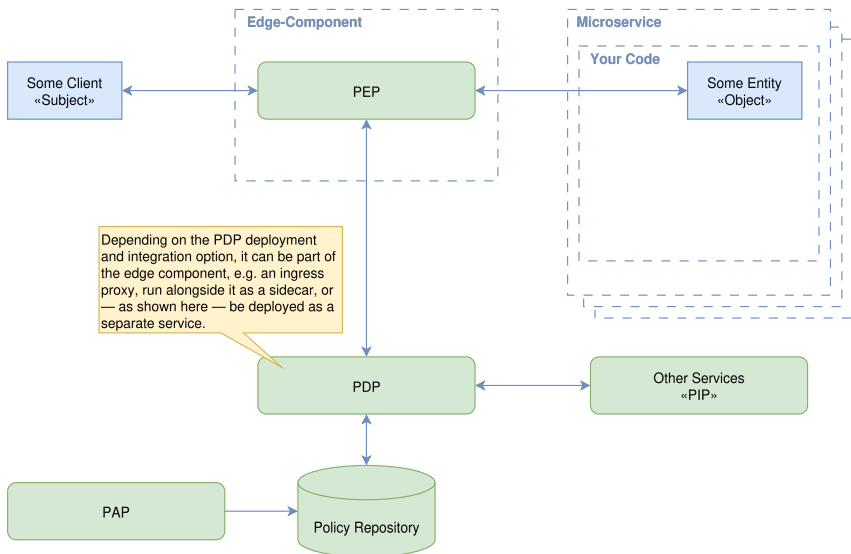 Edge-Component
Microservice
Your Code
Some Client
«Subject»
PEP
Some Entity
«Object»
Depending on the PDP deployment
and integration option, it can be part of
the edge component, e.g. an ingress
proxy, run alongside it as a sidecar, or
— as shown here — be deployed as a
separate service.
PDP
Other Services
«PIP»
PAP
Policy Repository